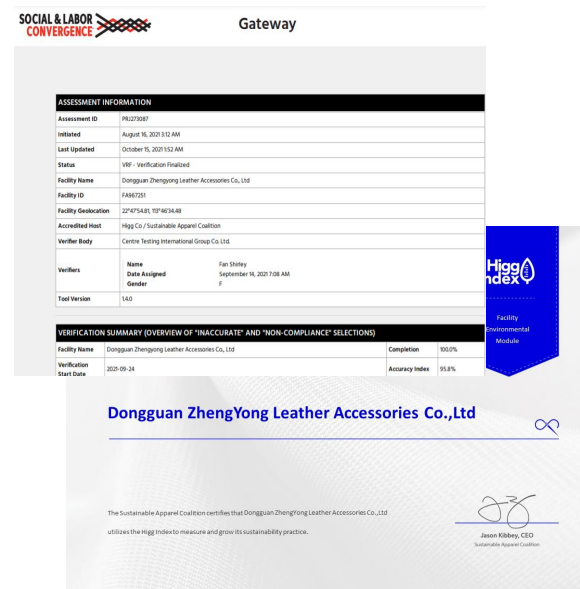 SOCIAL & LABOR
CONVERGENCE
Gateway
ASSESSMENT INFORMATION
Assessment ID PRJ273087
Initiated August 16, 2021 3:12 AM
Last Updated October 15, 2021 1:52 AM
Status VRF - Verification Finalized
Facility Name Dongguan Zhengyong Leather Accessories Co., Ltd
Facility ID FA967251
Facility Geolocation 22°47'54.81, 113°46'34.48
Accredited Host Higg Co / Sustainable Apparel Coalition
Verifier Body Centre Testing International Group Co. Ltd.
Verifiers
Name Fan Shirley
Date Assigned September 14, 2021 7:08 AM
Gender F
Tool Version 1.4.0
VERIFICATION SUMMARY (OVERVIEW OF "INACCURATE" AND "NON-COMPLIANCE" SELECTIONS)
Facility Name Dongguan Zhengyong Leather Accessories Co., Ltd Completion 100.0%
Verification
Start Date 2021-09-24 Accuracy Index 95.8%
Higg
ndex
Facility
Environmental
Module
Dongguan ZhengYong Leather Accessories Co.,Ltd
The Sustainable Apparel Coalition certifies that Dongguan ZhengYong Leather Accessories Co.,Ltd
utilizes the Higg Index to measure and grow its sustainability practice.
Jason Kibbey, CEO
Sustainable Apparel Coalition